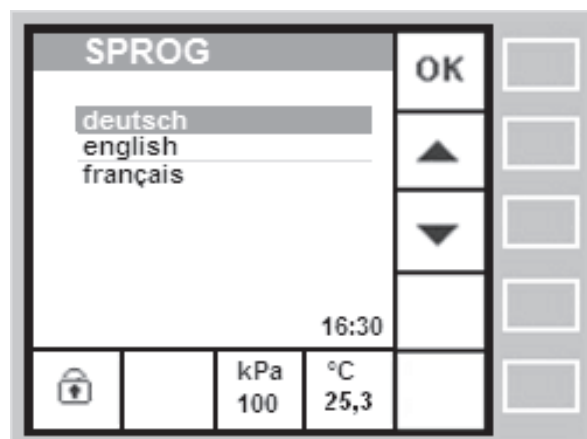 SPROG
OK
deutsch
english
français
16:30
kPa
100
°C
25,3